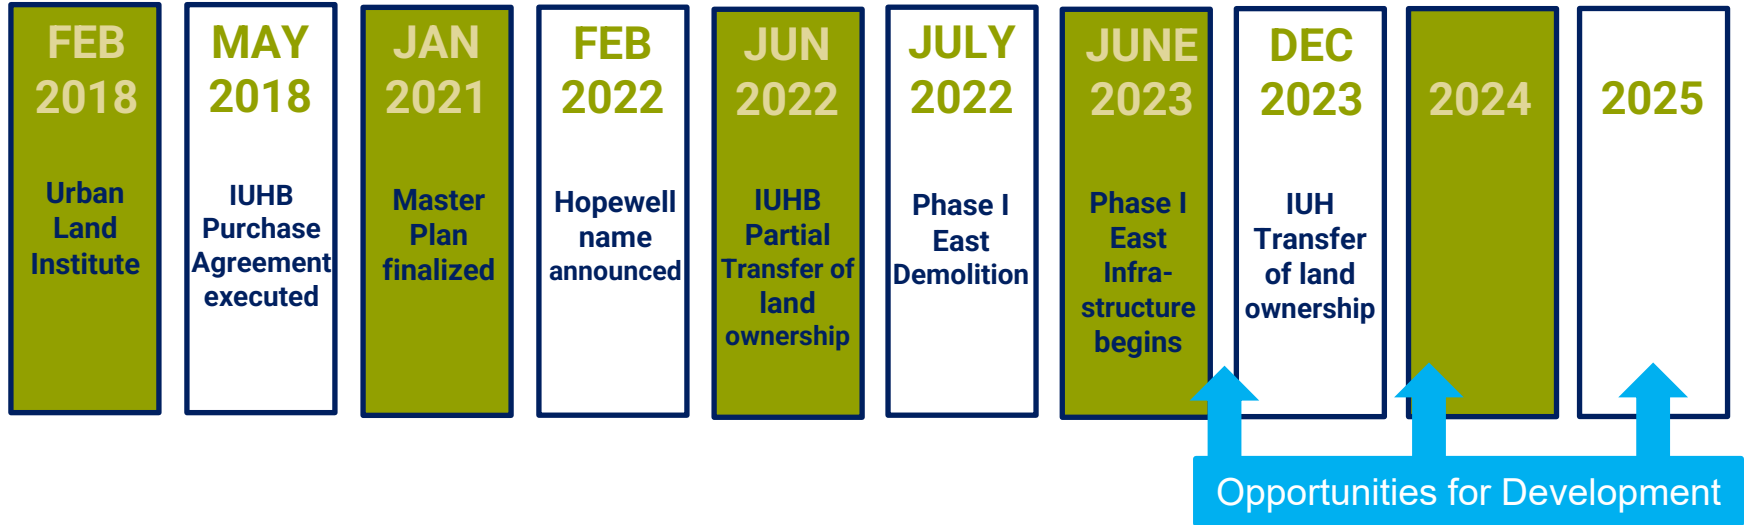 FEB
2018
Urban
Land
Institute
MAY
2018
IUHB
Purchase
Agreement
executed
JAN
2021
Master
Plan
finalized
FEB
2022
Hopewell
name
announced
JUN
2022
IUHB
Partial
Transfer of
land
ownership
JULY
2022
Phase I
East
Demolition
JUNE
2023
Phase I
East
Infra-
structure
begins
DEC
2023
IUH
Transfer
of land
ownership
2024
2025
Opportunities for Development